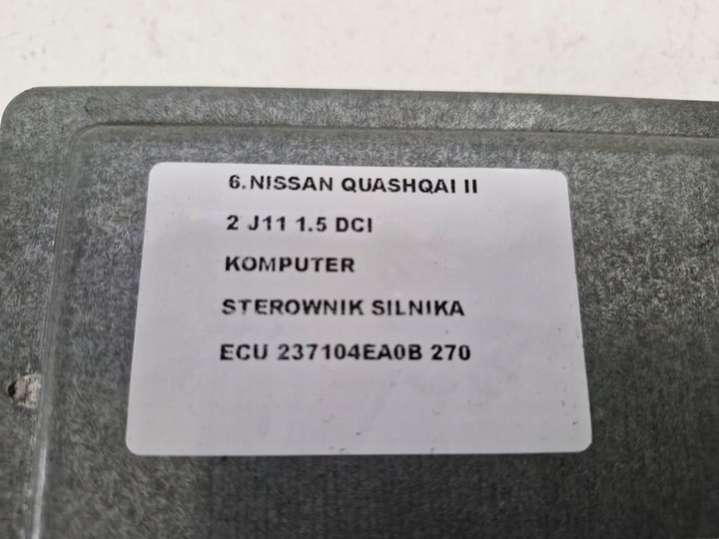 6.NISSAN QUASHQAI II
2 J11 1.5 DCI
KOMPUTER
STEROWNIK SILNIKA
ECU 237104EA0B 270